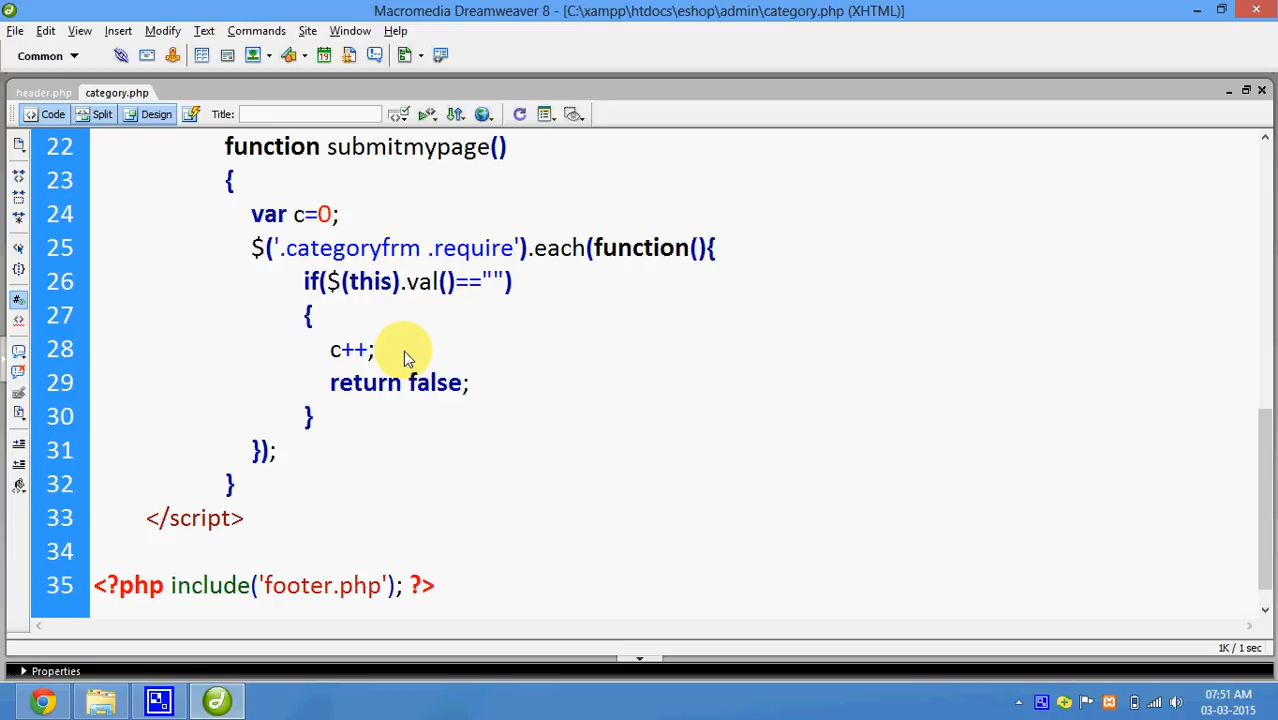 Macromedia Dreamweaver 8 - [C:\xampp\htdocs\eshop\admin\category.php (XHTML)]
File Edit View Insert Modify Text Commands Site Window Help
Common
header.php category.php
Code Split Design Title:
22 function submitmypage()
23 {
24 var c=0;
25 $('.categoryfrm .require').each(function(){
26 if($(this).val()=="")
27 {
28 c++;
29 return false;
30 }
31 });
32 }
33 </script>
34
35 <?php include('footer.php'); ?>
1K / 1 sec
Properties
07:51 AM
03-03-2015